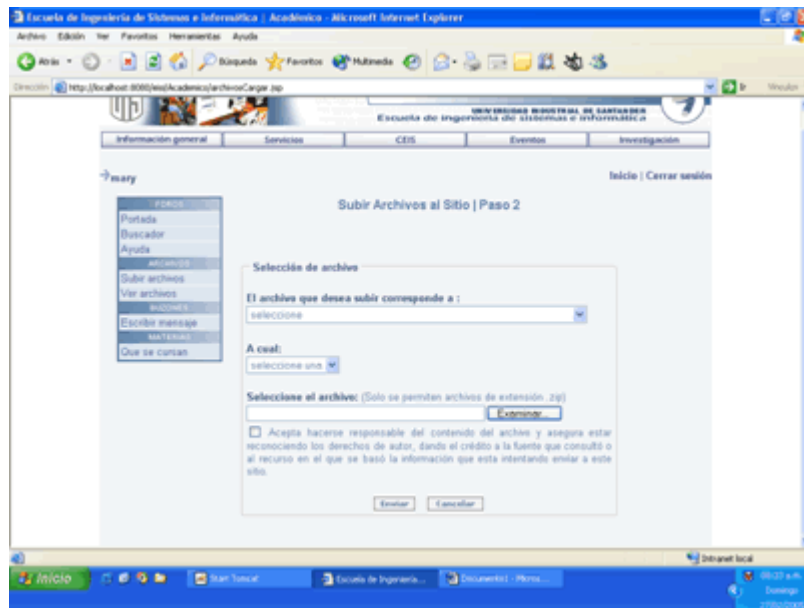 Escuela de Ingeniería de Sistemas e Informática | Académico - Microsoft Internet Explorer
Archivo Edición Ver Favoritos Herramientas Ayuda
Atrás Búsqueda Favoritos Multimedia
Dirección http://localhost:8080/eisi/Academico/archivosCargar.jsp Vínculos
UNIVERSIDAD INDUSTRIAL DE SANTANDER
Escuela de ingeniería de sistemas e informática
Información general Servicios CEIS Eventos Investigación
mary Inicio | Cerrar sesión
Subir Archivos al Sitio | Paso 2
FOROS
Portada
Buscador
Ayuda
ARCHIVOS
Subir archivos
Ver archivos
BUZONES
Escribir mensaje
MATERIAS
Que se cursan
Selección de archivo
El archivo que desea subir corresponde a :
seleccione
A cual:
seleccione una
Seleccione el archivo: (Solo se permiten archivos de extensión .zip)
Examinar...
Acepta hacerse responsable del contenido del archivo y asegura estar
reconociendo los derechos de autor, dando el crédito a la fuente que consultó o
al recurso en el que se basó la información que esta intentando enviar a este
sitio.
Enviar Cancelar
Intranet local
Inicio Start Tomcat Escuela de Ingeniería... Documento1 - Micros...
Domingo